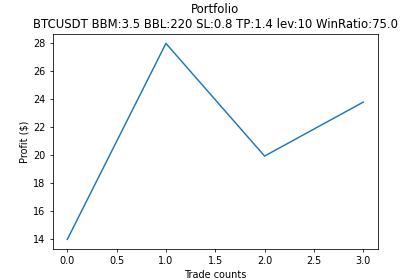 Portfolio
BTCUSDT BBM:3.5 BBL:220 SL:0.8 TP:1.4 lev:10 WinRatio:75.0
28
26
24
22
20
18
16
14
Profit ($)
0.0 0.5 1.0 1.5 2.0 2.5 3.0
Trade counts